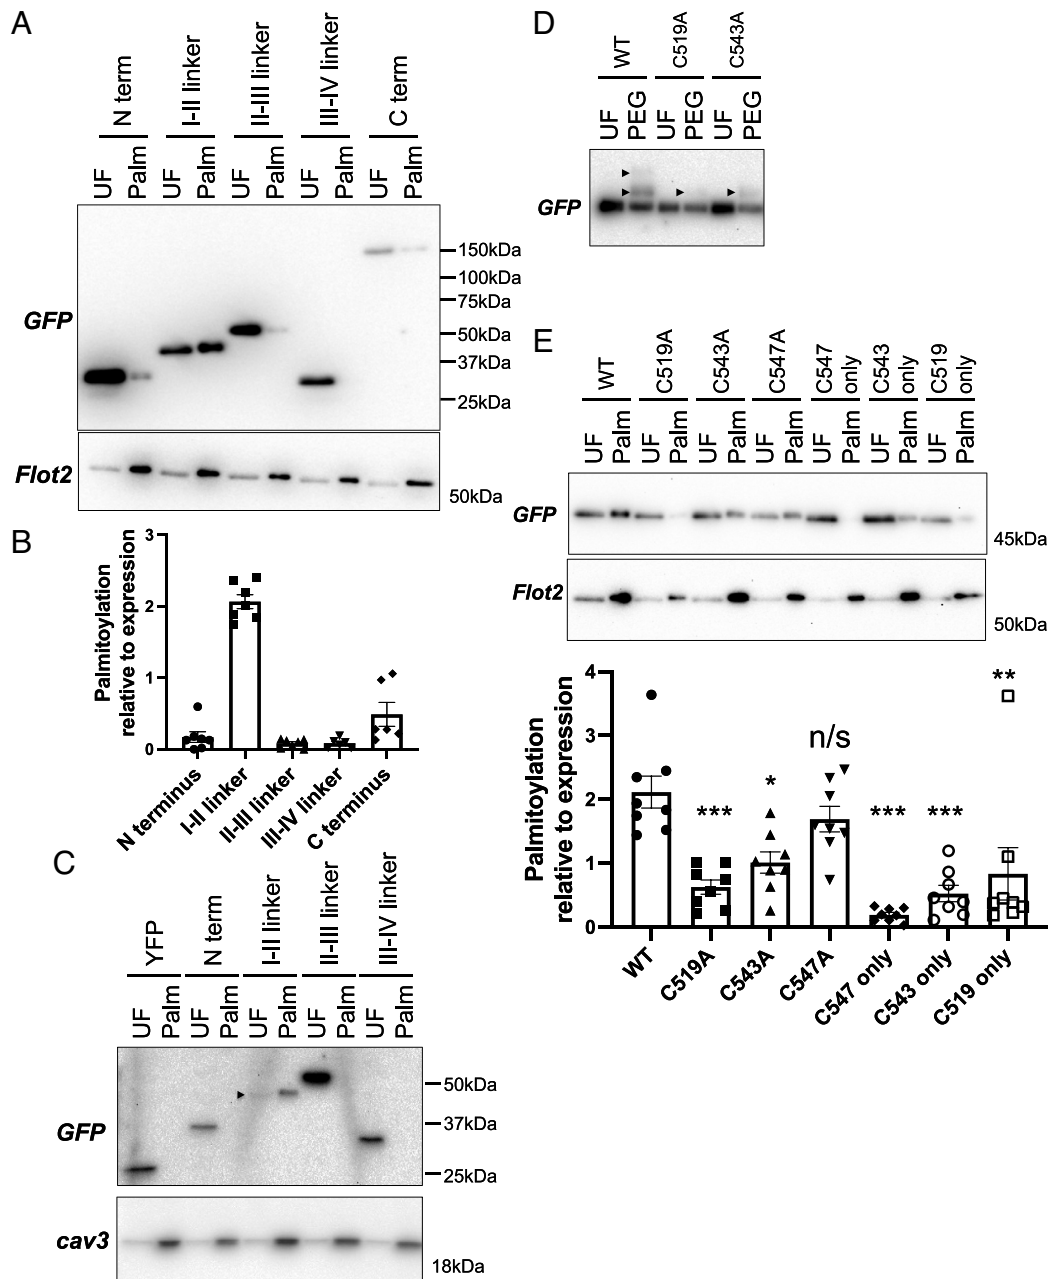 A
N term
I-II linker
II-III linker
III-IV linker
C term
UF Palm UF Palm UF Palm UF Palm UF Palm
GFP
150kDa
100kDa
75kDa
50kDa
37kDa
25kDa
Flot2
50kDa
B
Palmitoylation
relative to expression
3
2
1
0
N terminus
I-II linker
II-III linker
III-IV linker
C terminus
C
YFP
N term
I-II linker
II-III linker
III-IV linker
UF Palm UF Palm UF Palm UF Palm UF Palm
GFP
50kDa
37kDa
25kDa
cav3
18kDa
D
WT
C519A
C543A
UF PEG UF PEG UF PEG
GFP
E
WT
C519A
C543A
C547A
C547
only
C543
only
C519
only
UF Palm UF Palm UF Palm UF Palm UF Palm UF Palm UF Palm
GFP
45kDa
Flot2
50kDa
Palmitoylation
relative to expression
4
3
2
1
0
***
*
n/s
***
***
**
WT
C519A
C543A
C547A
C547 only
C543 only
C519 only